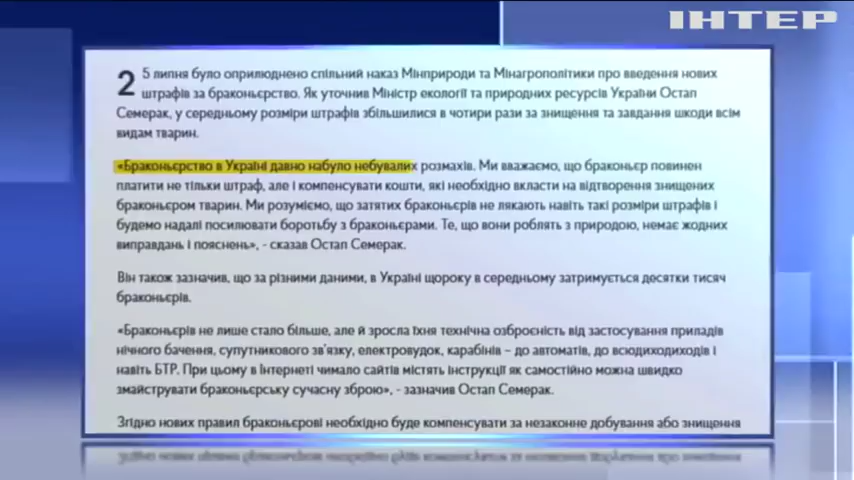 ІНТЕР
25 липня було оприлюднено спільний наказ Мінприроди та Мінагрополітики про введення нових
штрафів за браконьєрство. Як уточнив Міністр екології та природних ресурсів України Остап
Семерак, у середньому розміри штрафів збільшилися в чотири рази за знищення та завдання шкоди всім
видам тварин.
«Браконьєрство в Україні давно набуло небувалих розмахів. Ми вважаємо, що браконьєр повинен
платити не тільки штраф, але і компенсувати кошти, які необхідно вкласти на відтворення знищених
браконьєром тварин. Ми розуміємо, що затятих браконьєрів не лякають навіть такі розміри штрафів і
будемо надалі посилювати боротьбу з браконьєрами. Те, що вони роблять з природою, немає жодних
виправдань і пояснень», - сказав Остап Семерак.
Він також зазначив, що за різними даними, в Україні щороку в середньому затримується десятки тисяч
браконьєрів.
«Браконьєрів не лише стало більше, але й зросла їхня технічна озброєність від застосування приладів
нічного бачення, супутникового зв'язку, електровудок, карабінів – до автоматів, до всюдиходиходів і
навіть БТР. При цьому в Інтернеті чимало сайтів містять інструкції як самостійно можна швидко
змайструвати браконьєрську сучасну зброю», - зазначив Остап Семерак.
Згідно нових правил браконьєрові необхідно буде компенсувати за незаконне добування або знищення